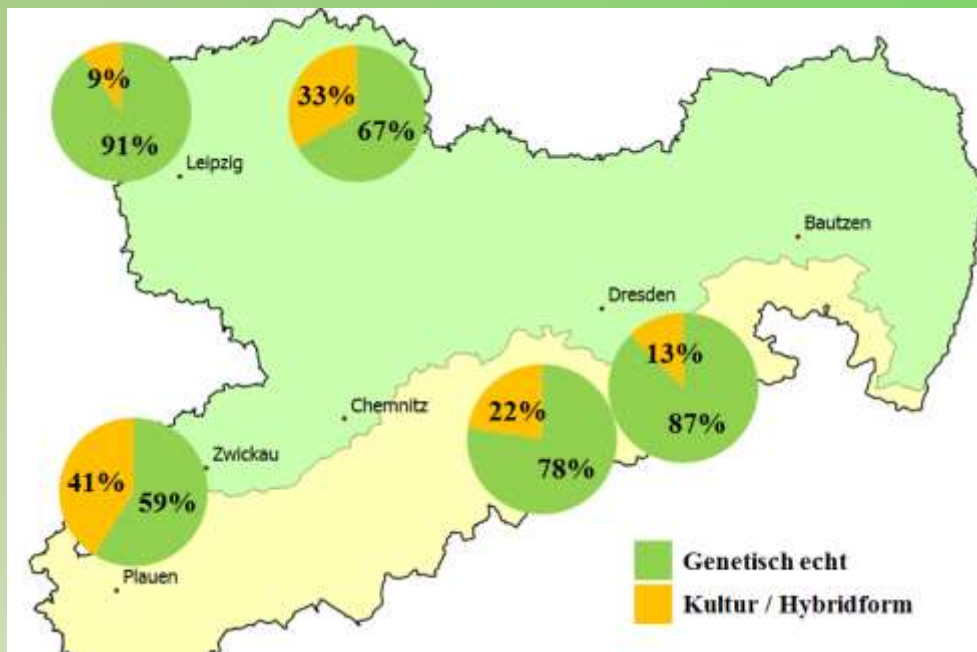 9%
91%
33%
67%
Leipzig
Bautzen
Dresden
13%
87%
Chemnitz
22%
78%
Zwickau
41%
59%
Plauen
Genetisch echt
Kultur / Hybridform